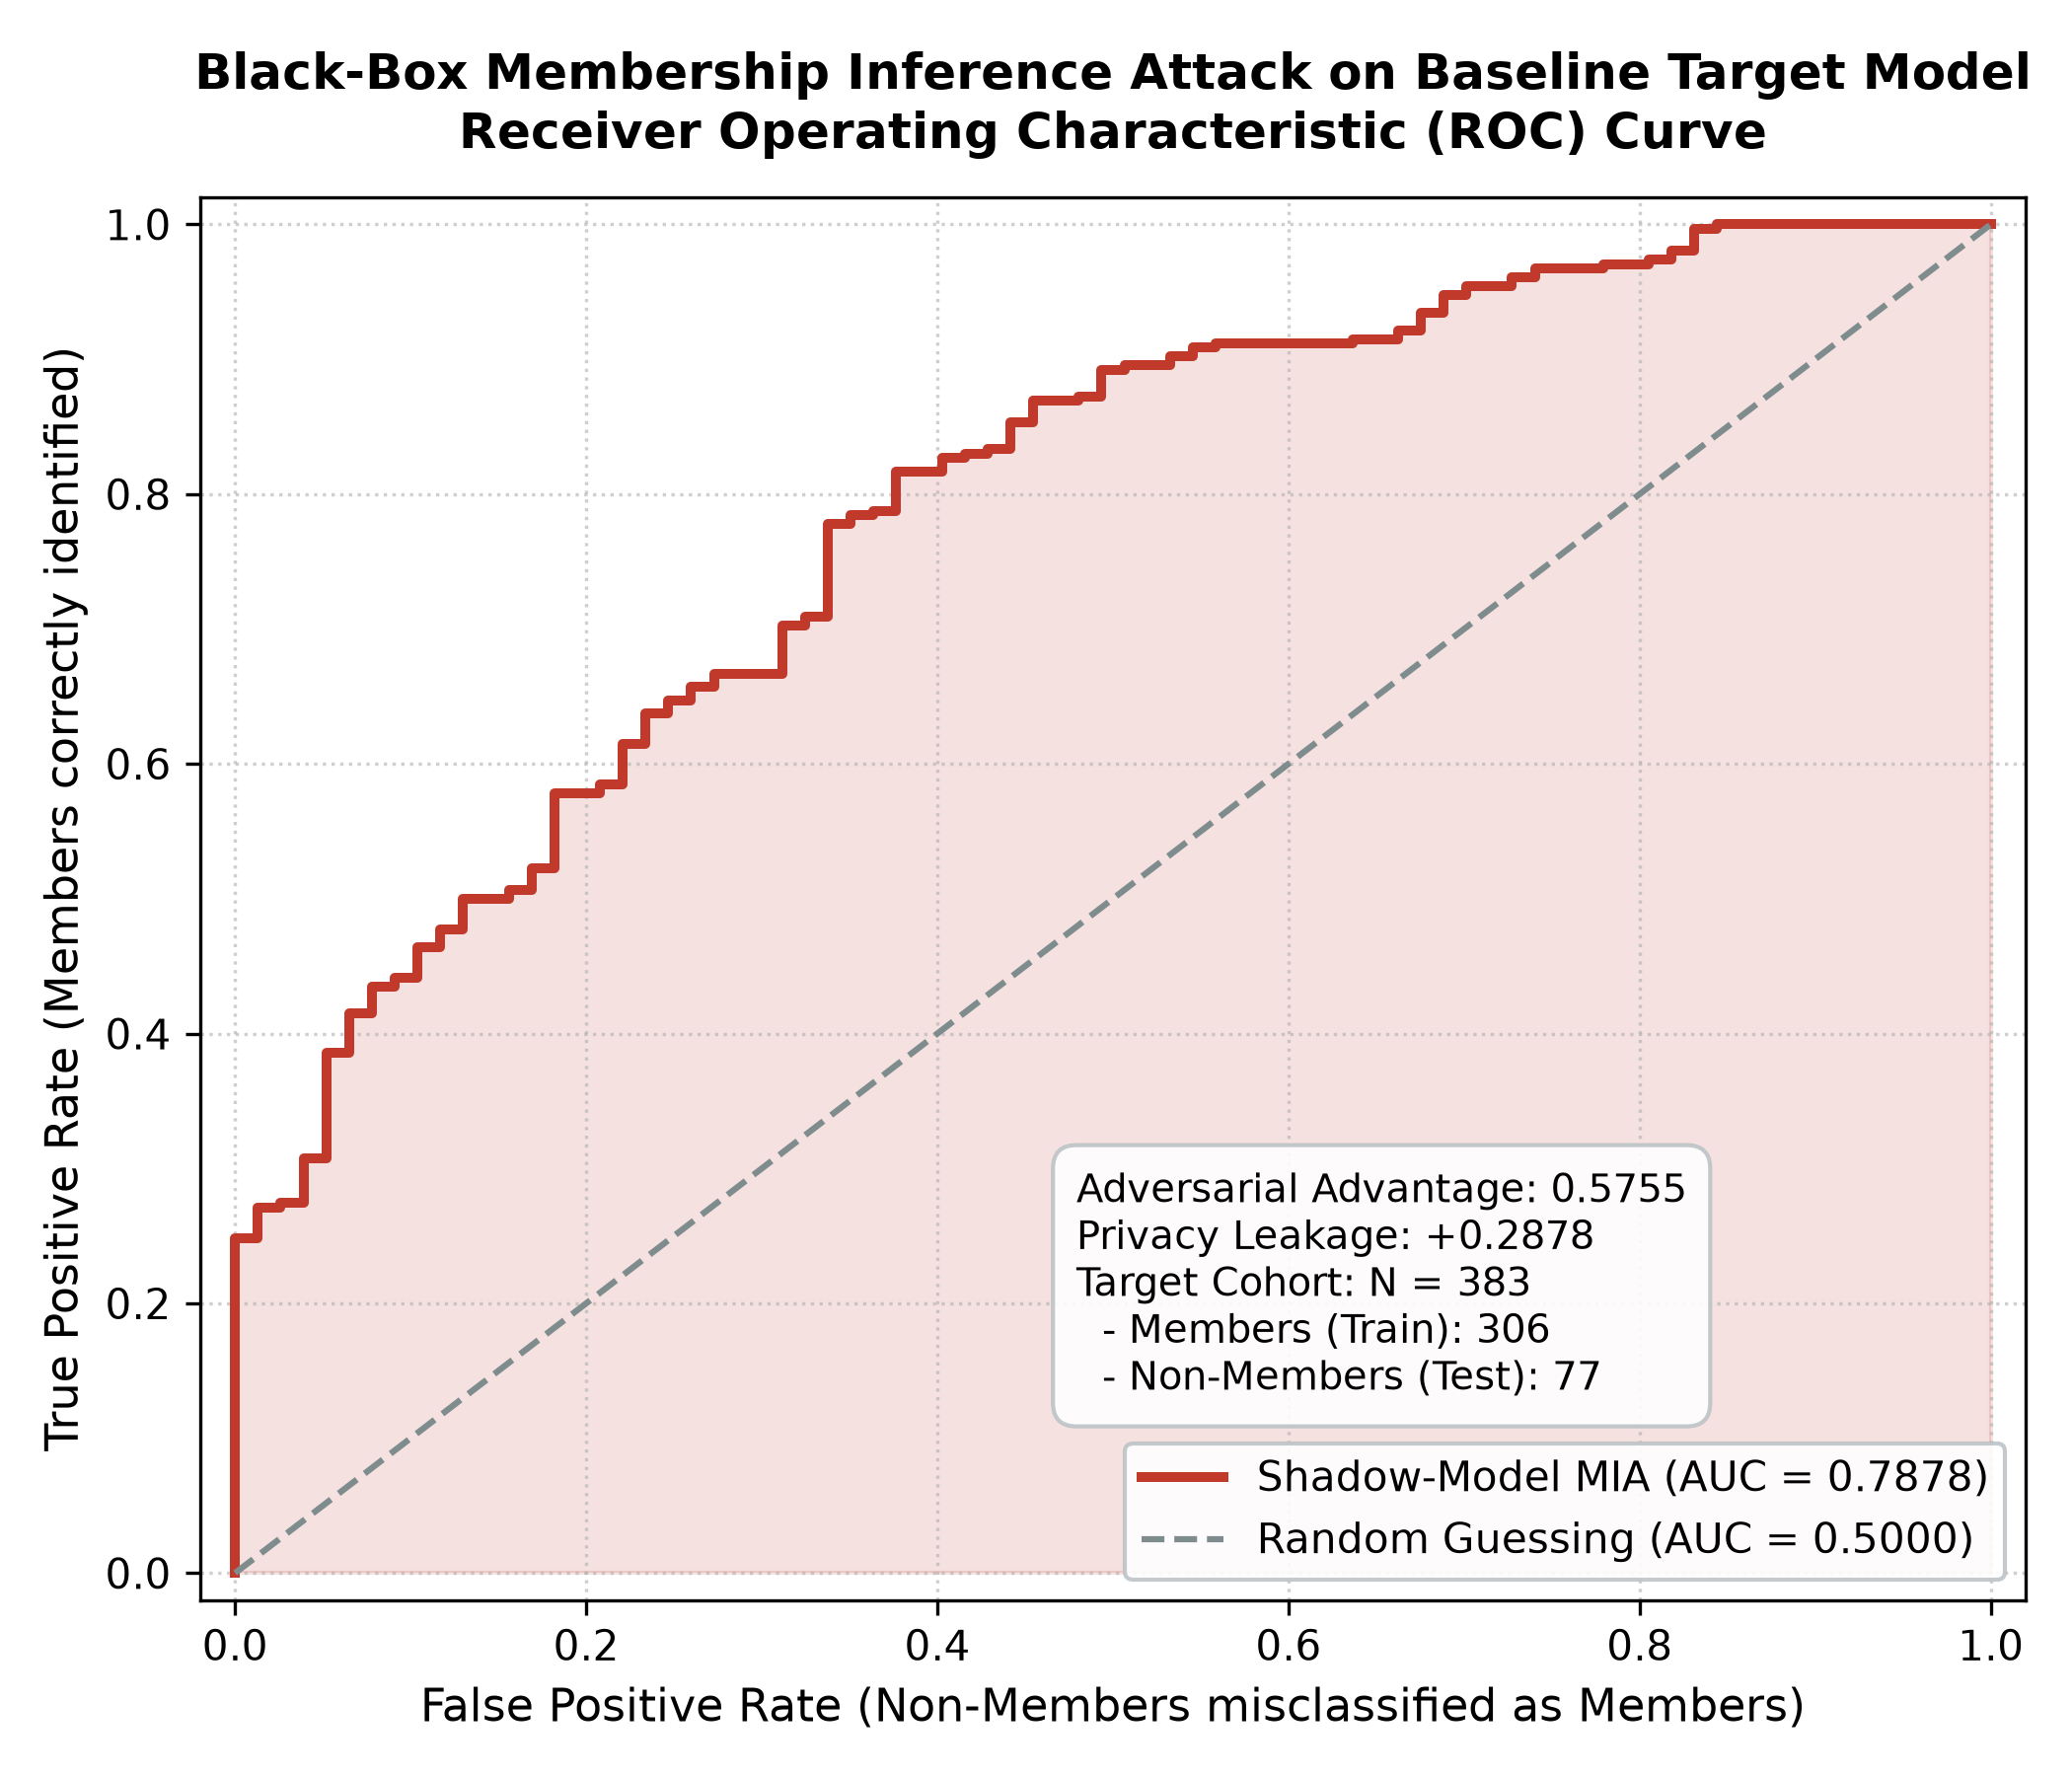 Black-Box Membership Inference Attack on Baseline Target Model
Receiver Operating Characteristic (ROC) Curve
True Positive Rate (Members correctly identified)
1.0
0.8
0.6
0.4
0.2
0.0
Adversarial Advantage: 0.5755
Privacy Leakage: +0.2878
Target Cohort: N = 383
- Members (Train): 306
- Non-Members (Test): 77
Shadow-Model MIA (AUC = 0.7878)
Random Guessing (AUC = 0.5000)
0.0 0.2 0.4 0.6 0.8 1.0
False Positive Rate (Non-Members misclassified as Members)